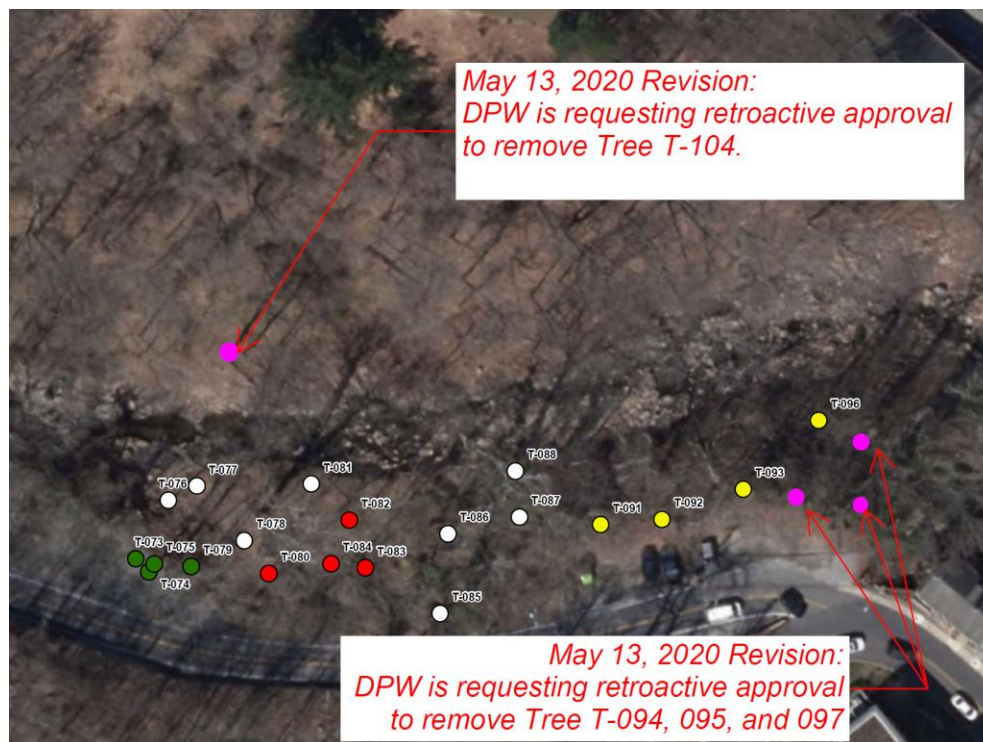 May 13, 2020 Revision:
DPW is requesting retroactive approval
to remove Tree T-104.
T-096
T-088
T-081
T-077
T-076
T-093
T-082
T-087
T-092
T-091
T-086
T-078
T-073
T-075
T-079
T-084
T-083
T-080
T-074
T-085
May 13, 2020 Revision:
DPW is requesting retroactive approval
to remove Tree T-094, 095, and 097